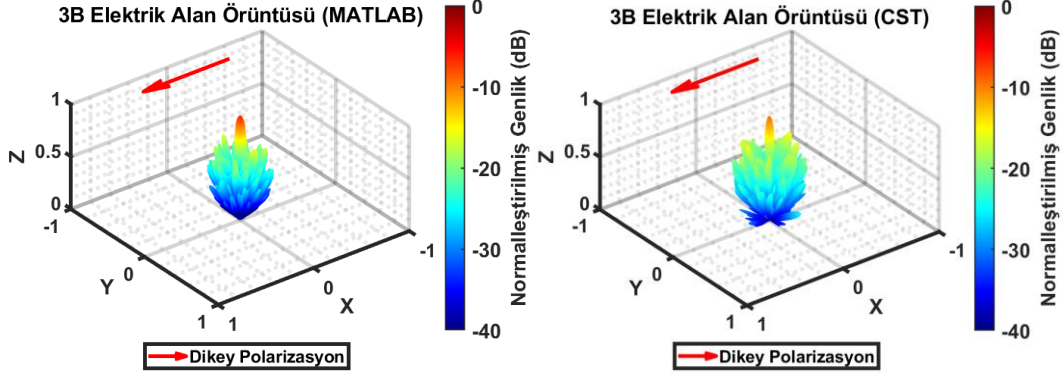 3B Elektrik Alan Örüntüsü (MATLAB)
0
-10
-20
-30
-40
Normalleştirilmiş Genlik (dB)
1
0.5
0
Z
-1
0
1
Y
1
0
-1
X
Dikey Polarizasyon
3B Elektrik Alan Örüntüsü (CST)
0
-10
-20
-30
-40
Normalleştirilmiş Genlik (dB)
1
0.5
0
Z
-1
0
1
Y
1
0
-1
X
Dikey Polarizasyon